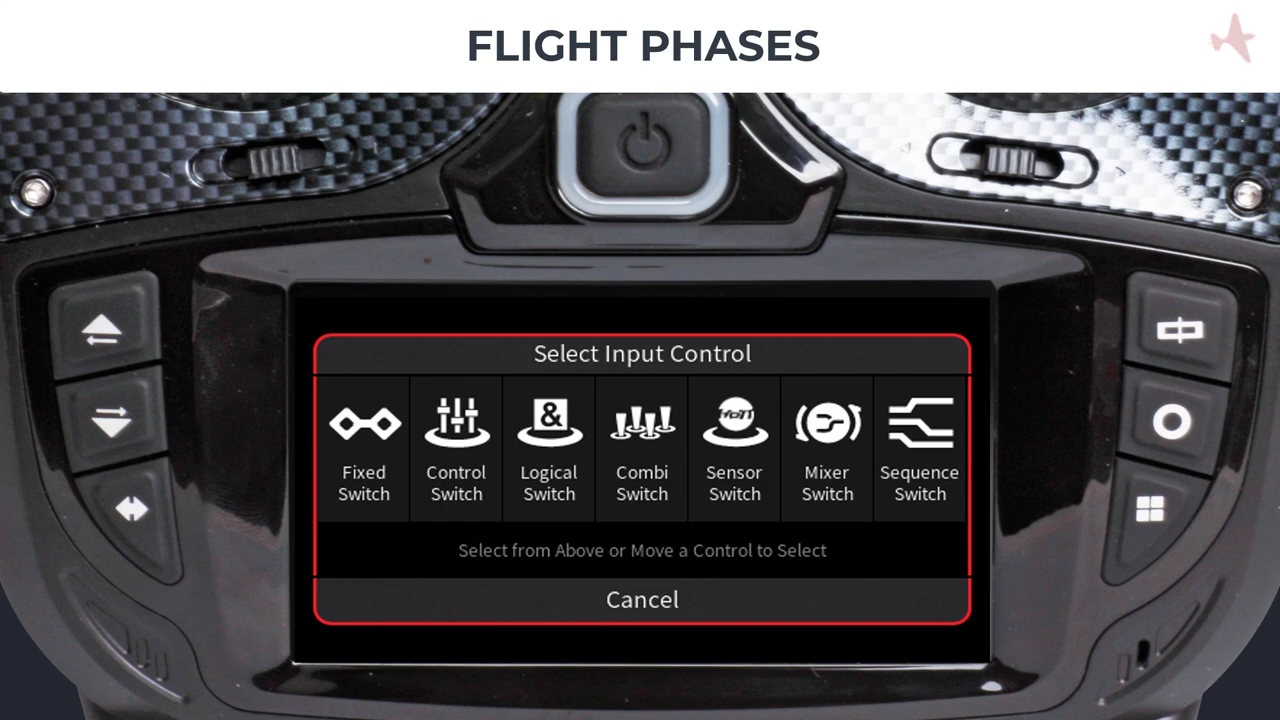 FLIGHT PHASES
Select Input Control
&
HoTT
Fixed
Switch
Control
Switch
Logical
Switch
Combi
Switch
Sensor
Switch
Mixer
Switch
Sequence
Switch
Select from Above or Move a Control to Select
Cancel